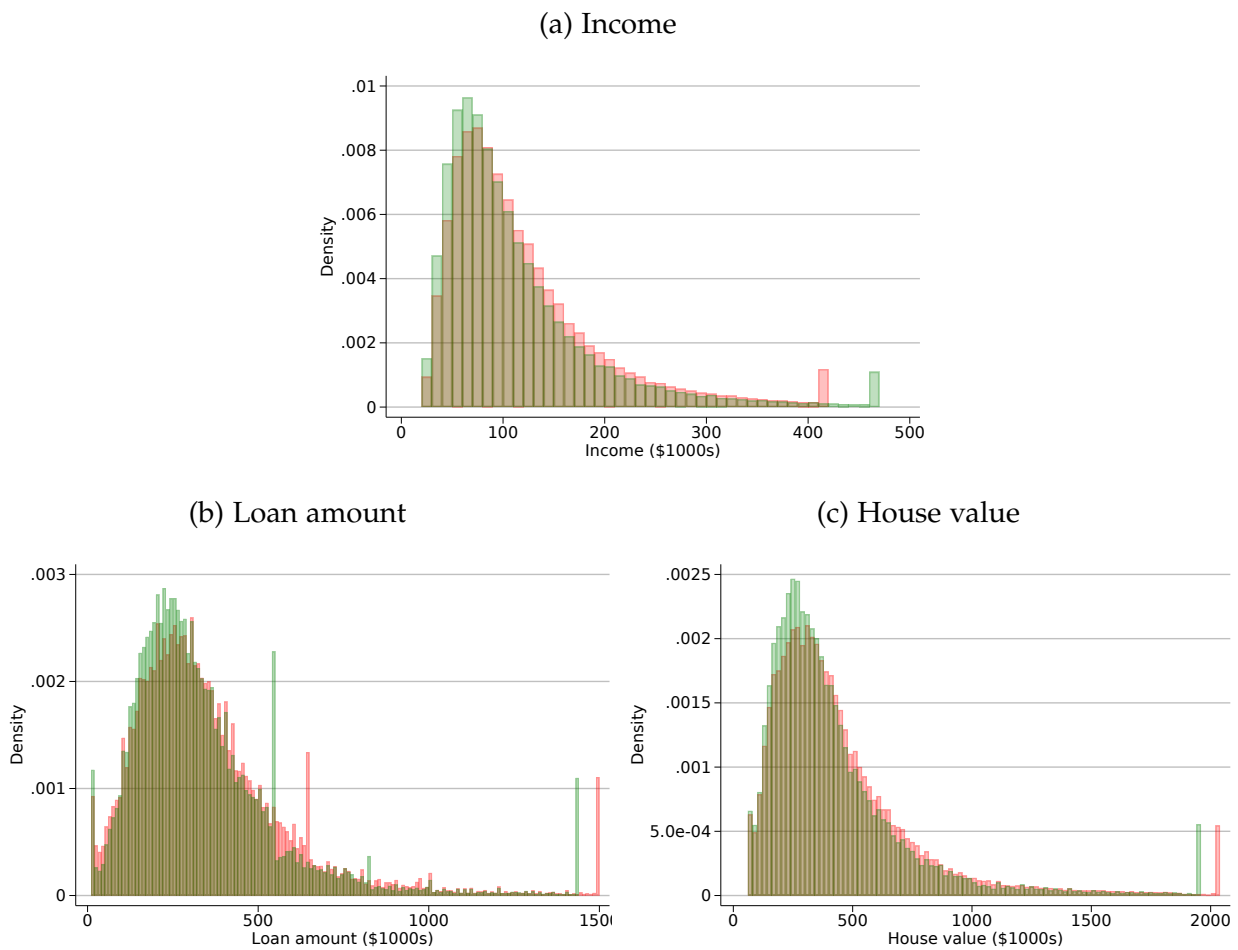 (a) Income
.01
.008
.006
.004
.002
0
Density
0 100 200 300 400 500
Income ($1000s)
(b) Loan amount
.003
.002
.001
0
Density
0 500 1000 1500
Loan amount ($1000s)
(c) House value
.0025
.002
.0015
.001
5.0e-04
0
Density
0 500 1000 1500 2000
House value ($1000s)